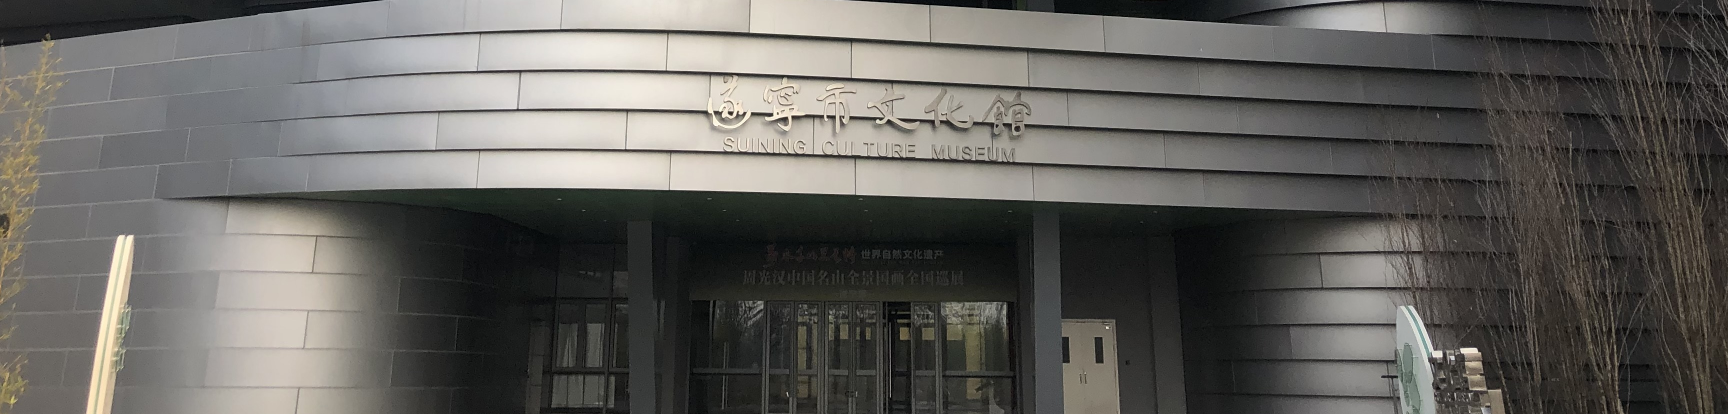 遂宁市文化馆
SUINING CULTURE MUSEUM
世界自然文化遗产
周光汉中国名山全景国画全国巡展